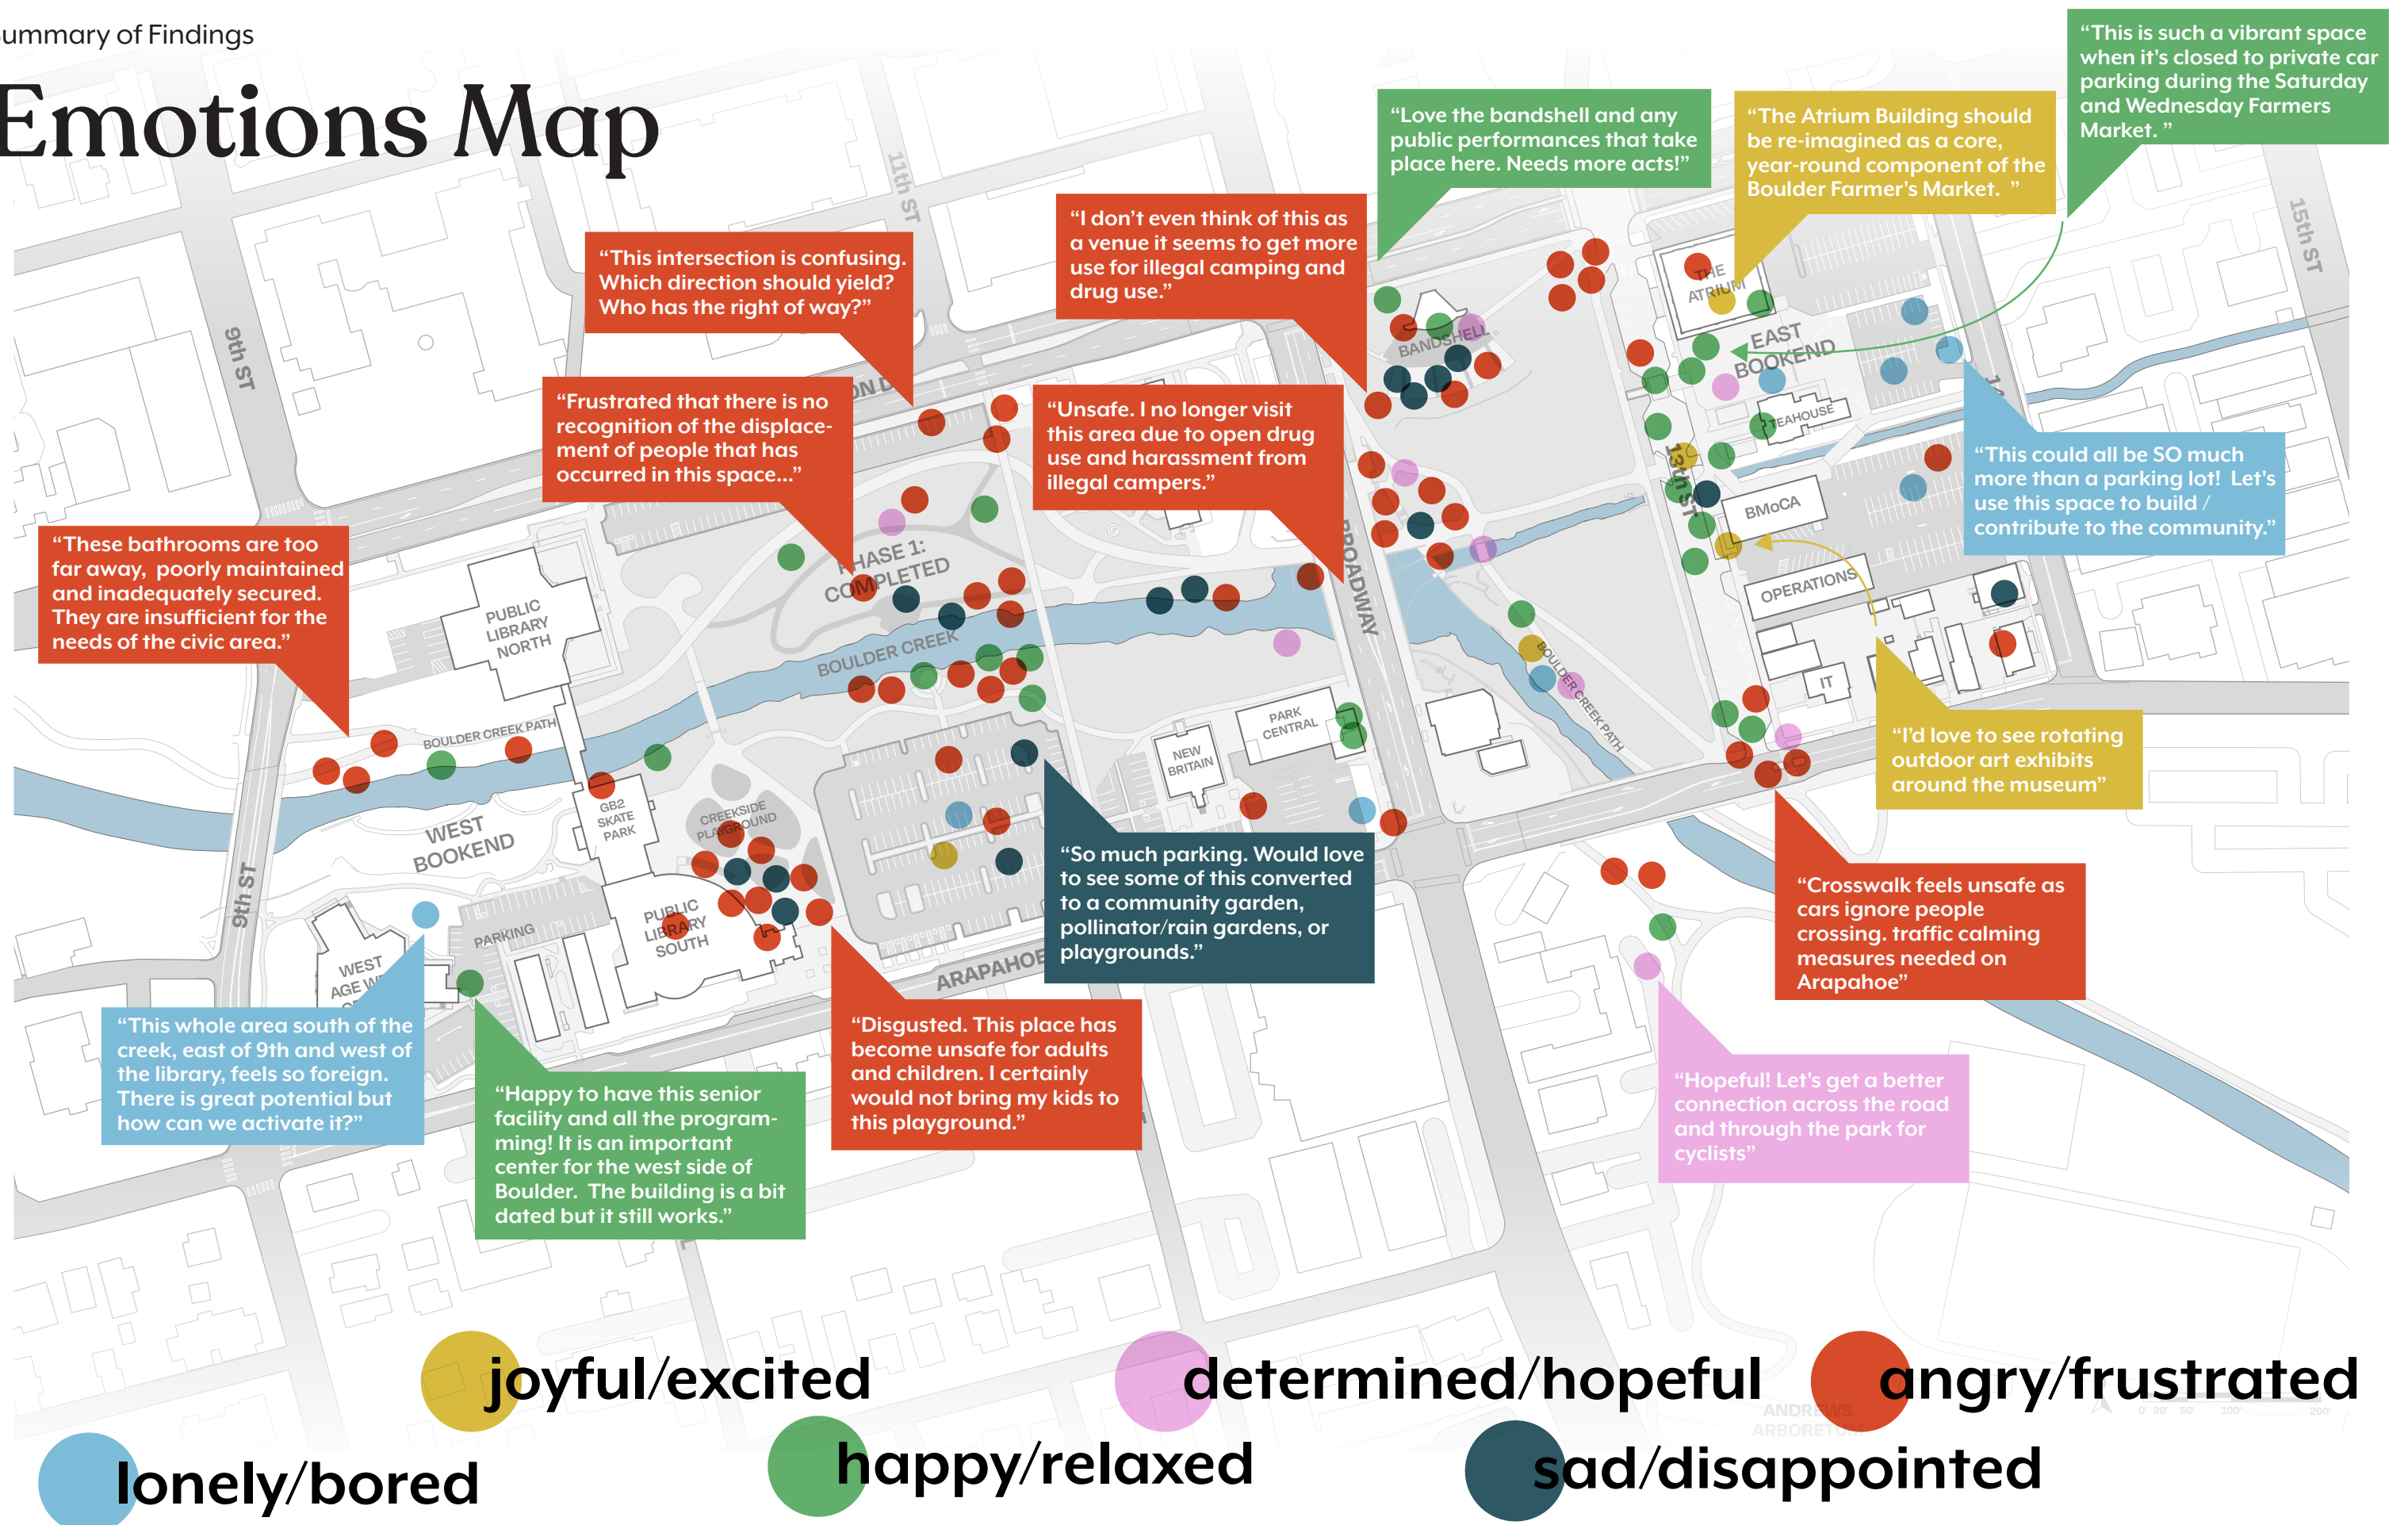 Summary of Findings
Emotions Map
“This is such a vibrant space
when it's closed to private car
parking during the Saturday
and Wednesday Farmers
Market. ”
“Love the bandshell and any
public performances that take
place here. Needs more acts!”
“The Atrium Building should
be re-imagined as a core,
year-round component of the
Boulder Farmer's Market. ”
“I don’t even think of this as
a venue it seems to get more
use for illegal camping and
drug use.”
“This intersection is confusing.
Which direction should yield?
Who has the right of way?”
“Frustrated that there is no
recognition of the displace-
ment of people that has
occurred in this space...”
“Unsafe. I no longer visit
this area due to open drug
use and harassment from
illegal campers.”
“These bathrooms are too
far away, poorly maintained
and inadequately secured.
They are insufficient for the
needs of the civic area.”
“This could all be SO much
more than a parking lot! Let's
use this space to build /
contribute to the community.”
11th ST
15th ST
9th ST
THE
ATRIUM
BANDSHELL
EAST
BOOKEND
TEAHOUSE
13th ST
BMoCA
OPERATIONS
IT
BROADWAY
PHASE 1:
COMPLETED
PUBLIC
LIBRARY
NORTH
BOULDER CREEK
BOULDER CREEK PATH
BOULDER CREEK PATH
PARK
CENTRAL
NEW
BRITAIN
GB2
SKATE
PARK
CREEKSIDE
PLAYGROUND
WEST
BOOKEND
9th ST
PARKING
PUBLIC
LIBRARY
SOUTH
WEST
AGE W
ARAPAHOE
“I’d love to see rotating
outdoor art exhibits
around the museum”
“So much parking. Would love
to see some of this converted
to a community garden,
pollinator/rain gardens, or
playgrounds.”
“Crosswalk feels unsafe as
cars ignore people
crossing. traffic calming
measures needed on
Arapahoe”
“This whole area south of the
creek, east of 9th and west of
the library, feels so foreign.
There is great potential but
how can we activate it?”
“Happy to have this senior
facility and all the program-
ming! It is an important
center for the west side of
Boulder. The building is a bit
dated but it still works.”
“Disgusted. This place has
become unsafe for adults
and children. I certainly
would not bring my kids to
this playground.”
“Hopeful! Let’s get a better
connection across the road
and through the park for
cyclists”
joyful/excited
determined/hopeful
angry/frustrated
ANDREWS
ARBORETUM
0' 20' 50' 100' 200'
lonely/bored
happy/relaxed
sad/disappointed